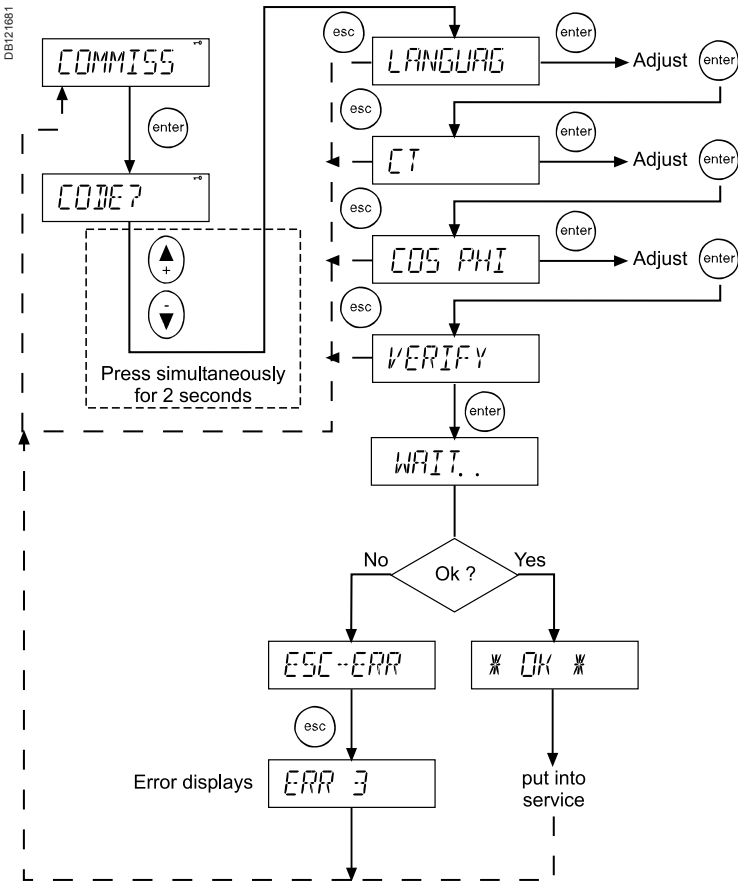 DB121681
COMMISS
enter
CODE?
+
-
Press simultaneously
for 2 seconds
esc
LANGUAG
enter
Adjust
enter
esc
CT
enter
Adjust
enter
esc
COS PHI
enter
Adjust
enter
esc
VERIFY
enter
WAIT..
No
Ok ?
Yes
ESC-ERR
* OK *
esc
Error displays
ERR 3
put into
service